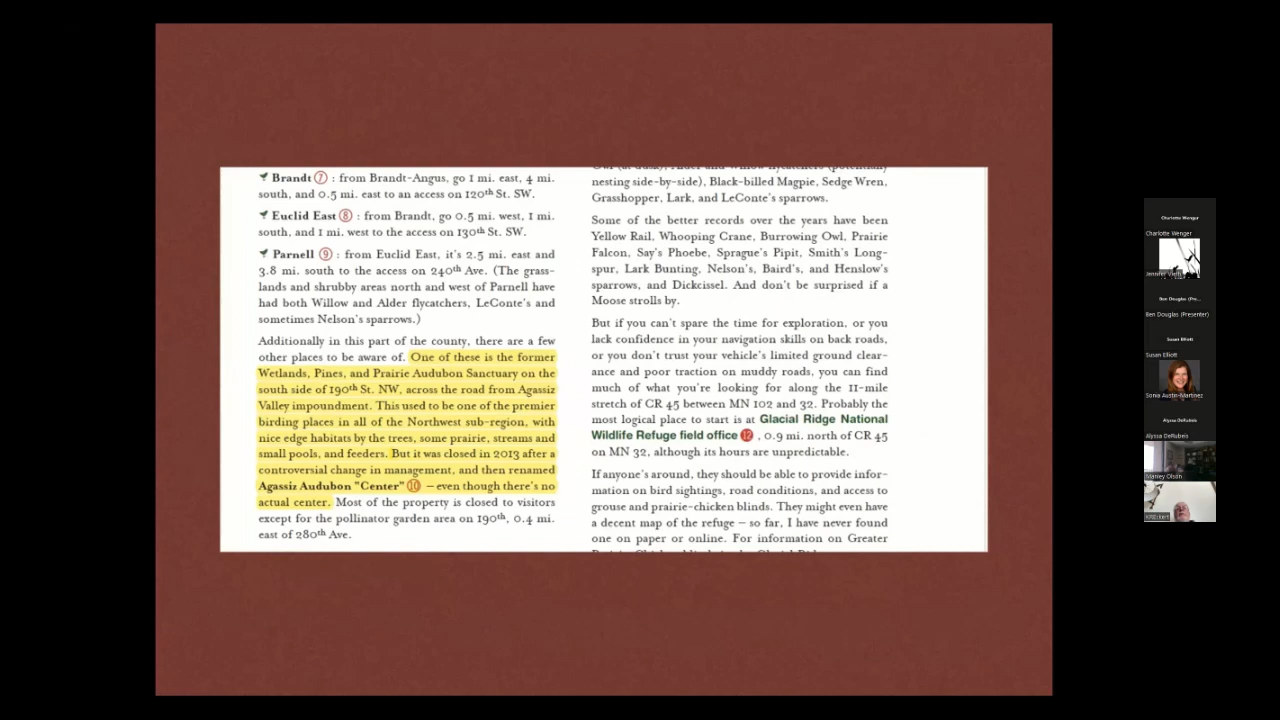 Brandt 7 : from Brandt-Angus, go 1 mi. east, 4 mi.
south, and 0.5 mi. east to an access on 120th St. SW.
Euclid East 8 : from Brandt, go 0.5 mi. west, 1 mi.
south, and 1 mi. west to the access on 130th St. SW.
Parnell 9 : from Euclid East, it's 2.5 mi. east and
3.8 mi. south to the access on 240th Ave. (The grass-
lands and shrubby areas north and west of Parnell have
had both Willow and Alder flycatchers, LeConte's and
sometimes Nelson's sparrows.)
Additionally in this part of the county, there are a few
other places to be aware of. One of these is the former
Wetlands, Pines, and Prairie Audubon Sanctuary on the
south side of 190th St. NW, across the road from Agassiz
Valley impoundment. This used to be one of the premier
birding places in all of the Northwest sub-region, with
nice edge habitats by the trees, some prairie, streams and
small pools, and feeders. But it was closed in 2013 after a
controversial change in management, and then renamed
Agassiz Audubon "Center" 10 – even though there's no
actual center. Most of the property is closed to visitors
except for the pollinator garden area on 190th, 0.4 mi.
east of 280th Ave.
Owl (at dusk), Alder and Willow flycatchers (potentially
nesting side-by-side), Black-billed Magpie, Sedge Wren,
Grasshopper, Lark, and LeConte's sparrows.
Some of the better records over the years have been
Yellow Rail, Whooping Crane, Burrowing Owl, Prairie
Falcon, Say's Phoebe, Sprague's Pipit, Smith's Long-
spur, Lark Bunting, Nelson's, Baird's, and Henslow's
sparrows, and Dickcissel. And don't be surprised if a
Moose strolls by.
But if you can't spare the time for exploration, or you
lack confidence in your navigation skills on back roads,
or you don't trust your vehicle's limited ground clear-
ance and poor traction on muddy roads, you can find
much of what you're looking for along the 11-mile
stretch of CR 45 between MN 102 and 32. Probably the
most logical place to start is at Glacial Ridge National
Wildlife Refuge field office 12 , 0.9 mi. north of CR 45
on MN 32, although its hours are unpredictable.
If anyone's around, they should be able to provide infor-
mation on bird sightings, road conditions, and access to
grouse and prairie-chicken blinds. They might even have
a decent map of the refuge – so far, I have never found
one on paper or online. For information on Greater
Charlotte Wenger
Charlotte Wenger
Jennifer Vieth
Ben Douglas (Pre...
Ben Douglas (Presenter)
Susan Elliott
Susan Elliott
Sonia Austin-Martinez
Alyssa DeRubeis
Alyssa DeRubeis
Manley Olson